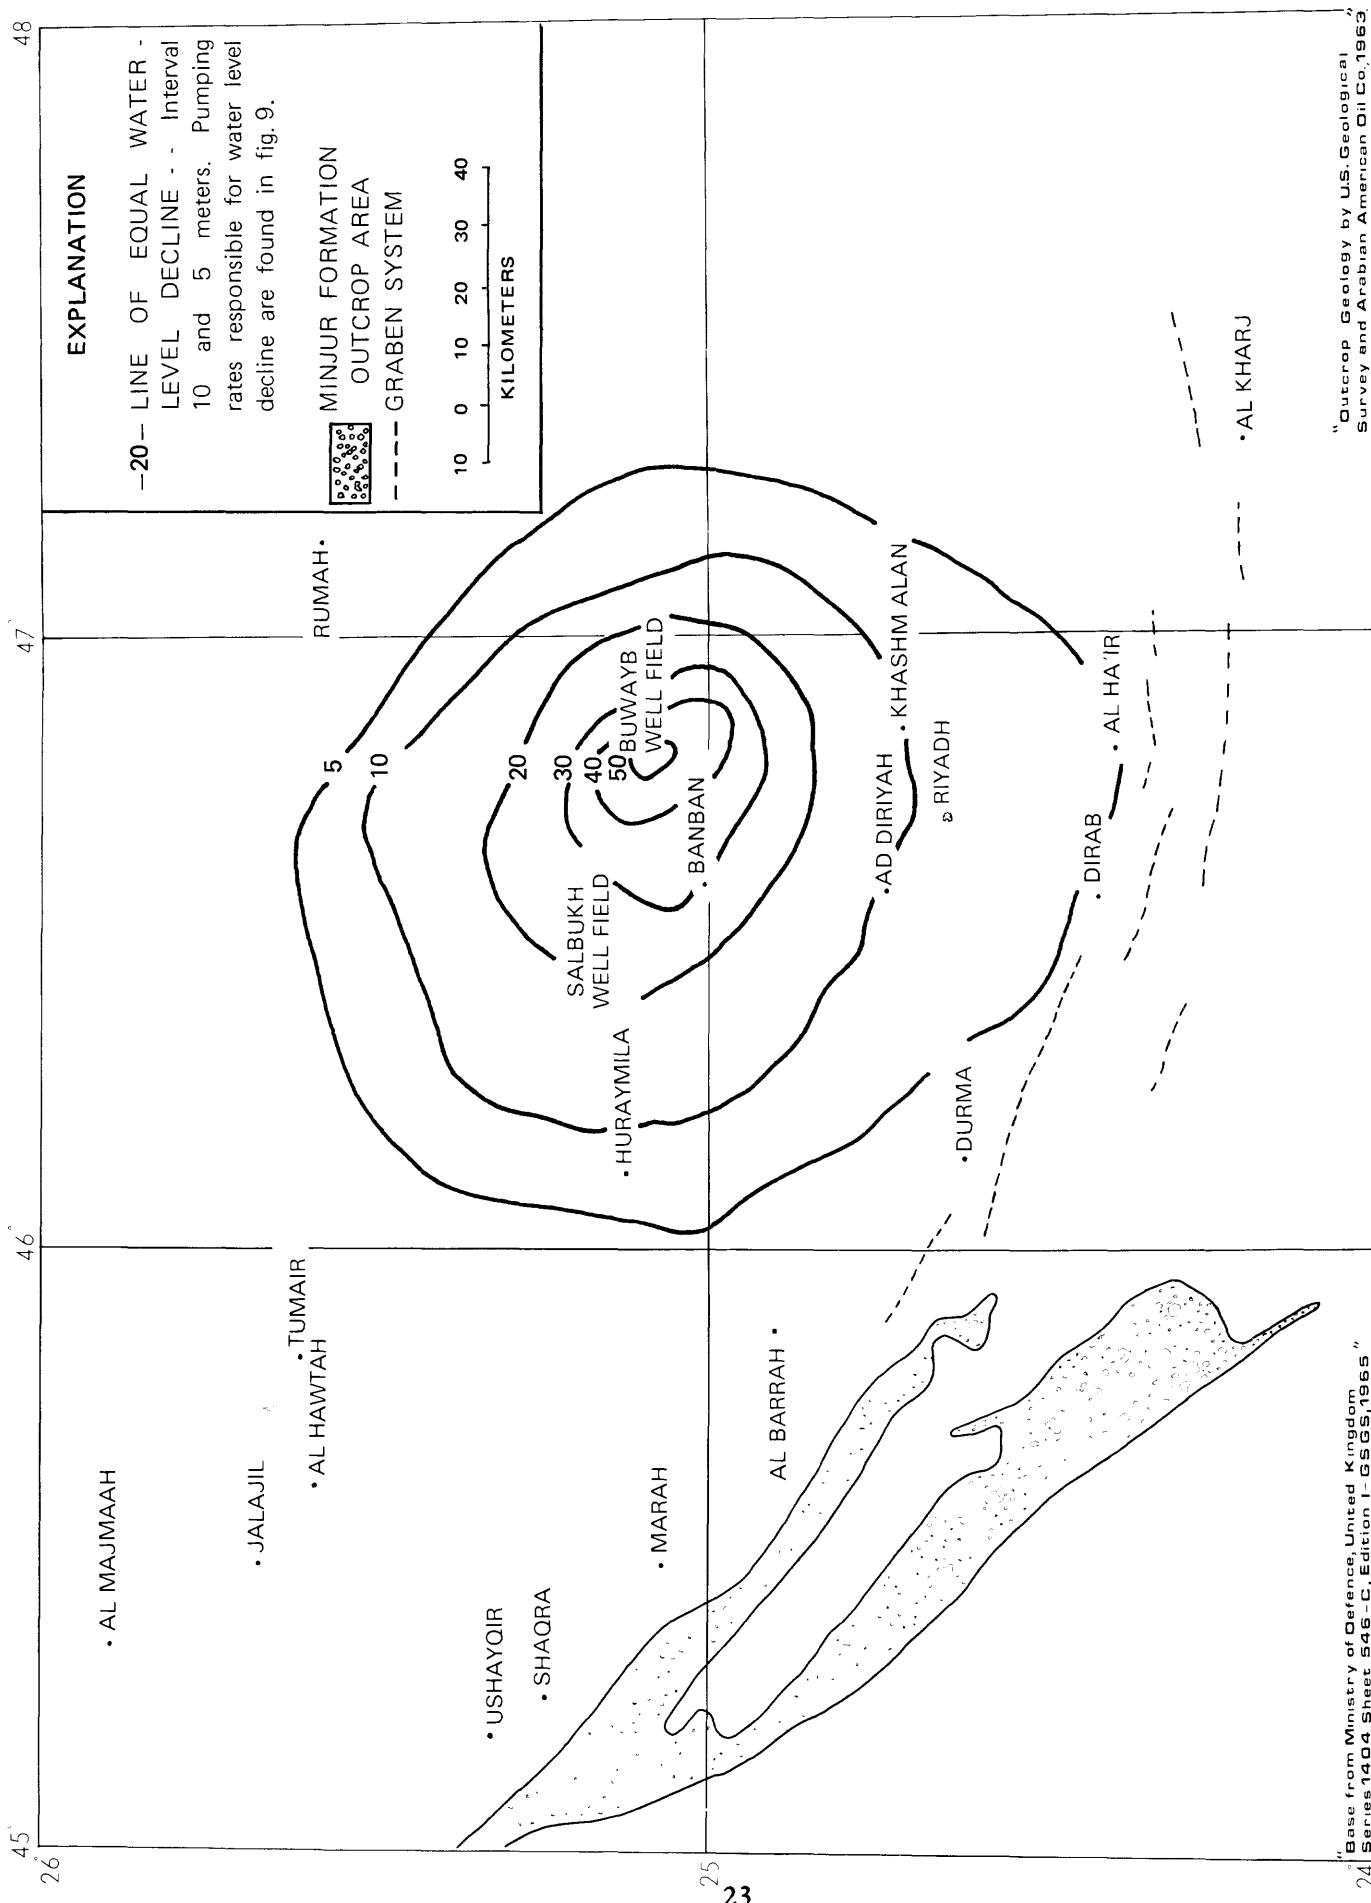 48°
47°
46°
45°
26°
25
24°
EXPLANATION
—20— LINE OF EQUAL WATER -
LEVEL DECLINE - - Interval
10 and 5 meters. Pumping
rates responsible for water level
decline are found in fig. 9.
MINJUR FORMATION
OUTCROP AREA
GRABEN SYSTEM
10 0 10 20 30 40
KILOMETERS
AL MAJMAAH
JALAJIL
TUMAIR
AL HAWTAH
RUMAH
USHAYQIR
SHAQRA
MARAH
AL BARRAH
5
10
20
30
40
50
BUWAYB
WELL FIELD
SALBUKH
WELL FIELD
HURAYMILA
BANBAN
AD DIRIYAH
KHASHM ALAN
RIYADH
DURMA
DIRAB
AL HA'IR
AL KHARJ
"Base from Ministry of Defence, United Kingdom
Series 1404 Sheet 546-C, Edition 1-GSGS, 1965"
"Outcrop Geology by U.S. Geological
Survey and Arabian American Oil Co., 1963"
23